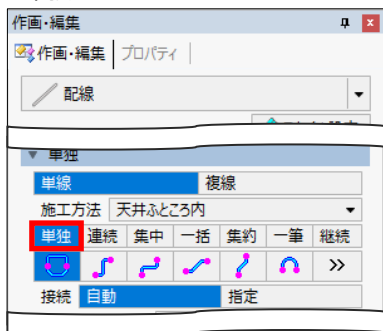 作画・編集
作画・編集 プロパティ
配線
単独
単線 複線
施工方法 天井ふところ内
単独 連続 集中 一括 集約 一筆 継続
接続 自動 指定